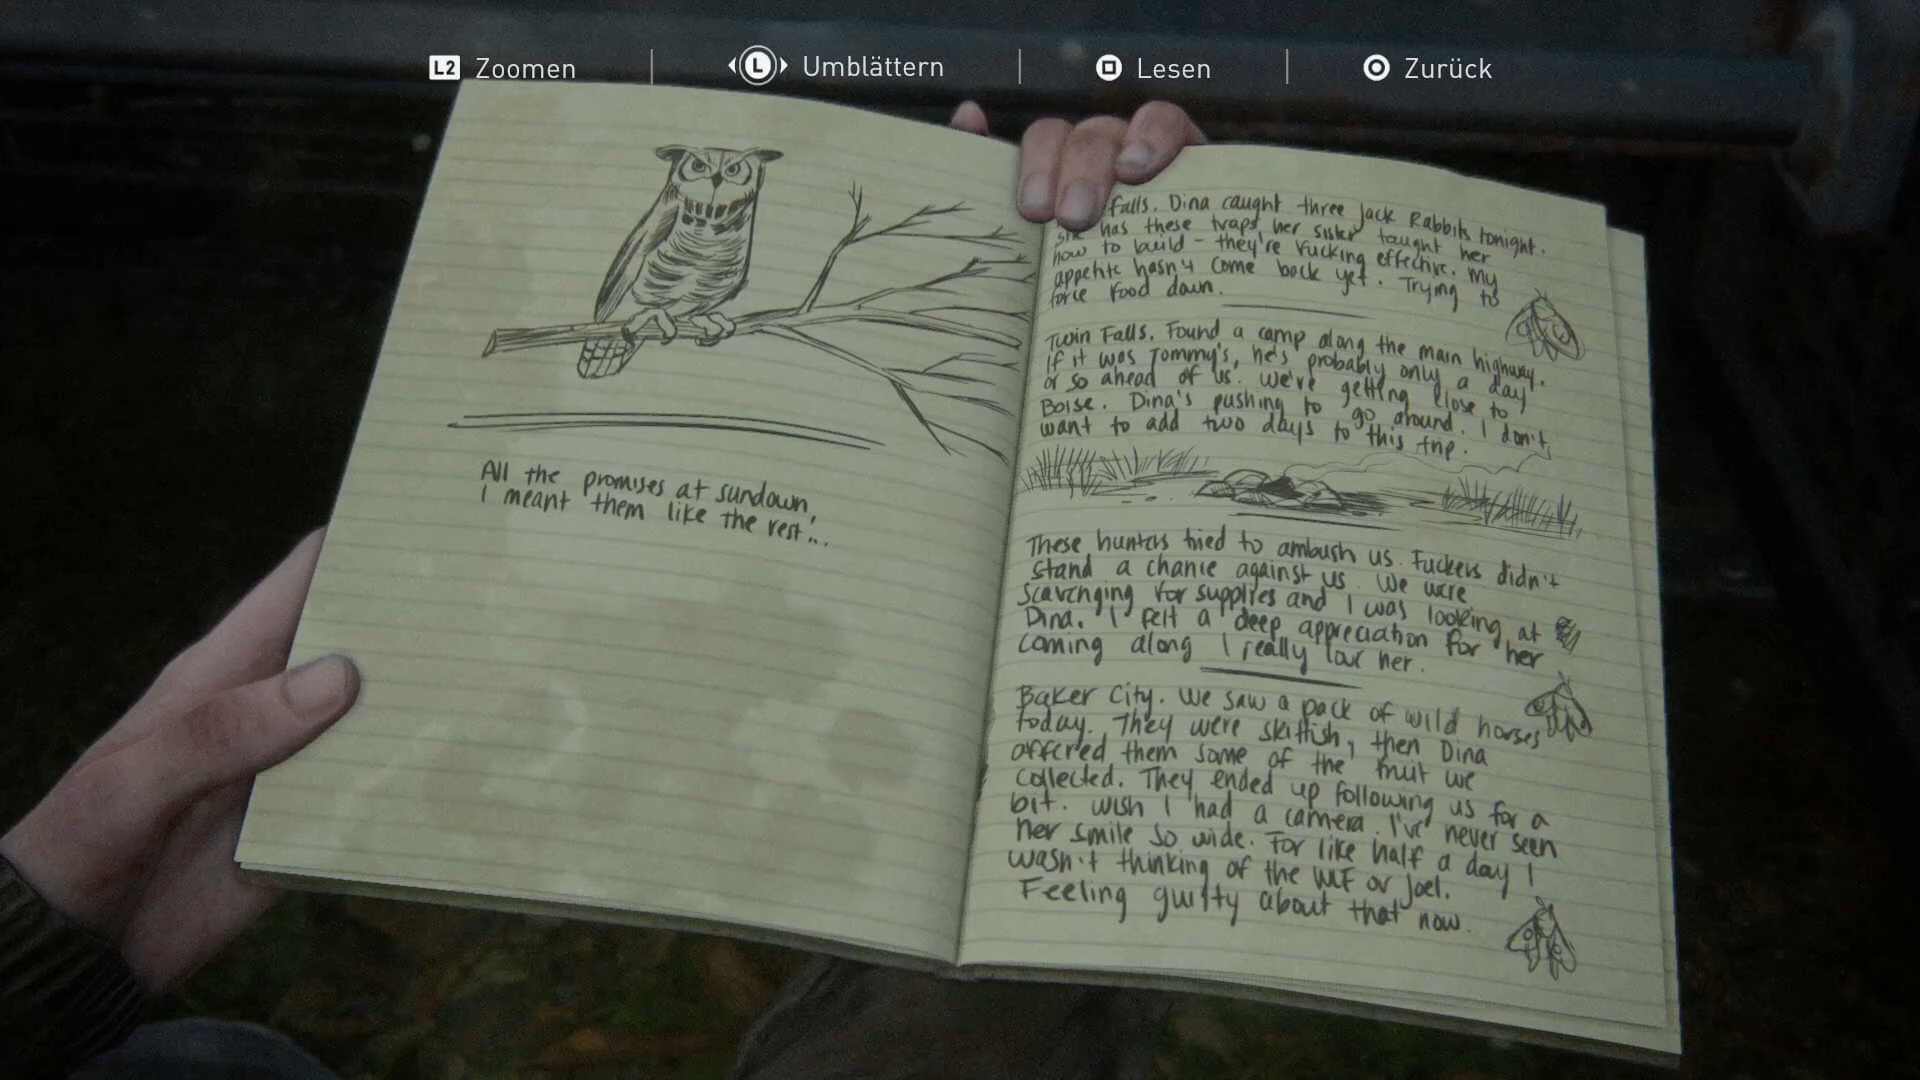 L2 Zoomen
L Umblättern
Lesen
Zurück
All the promises at sundown,
I meant them like the rest...
Falls. Dina caught three Jack Rabbits tonight.
She has these traps her sister taught her
how to build - they're fucking effective. My
appetite hasn't come back yet. Trying to
force food down.
Twin Falls. Found a camp along the main highway.
If it was Tommy's, he's probably only a day
or so ahead of us. We're getting close to
Boise. Dina's pushing to go around. I don't
want to add two days to this trip.
These hunters tried to ambush us. Fuckers didn't
stand a chance against us. We were
scavenging for supplies and I was looking at
Dina. I felt a deep appreciation for her
coming along I really love her.
Baker City. We saw a pack of wild horses
today. They were skittish, then Dina
offered them some of the fruit we
collected. They ended up following us for a
bit. Wish I had a camera. I've never seen
her smile so wide. For like half a day I
wasn't thinking of the WLF or Joel.
Feeling guilty about that now.